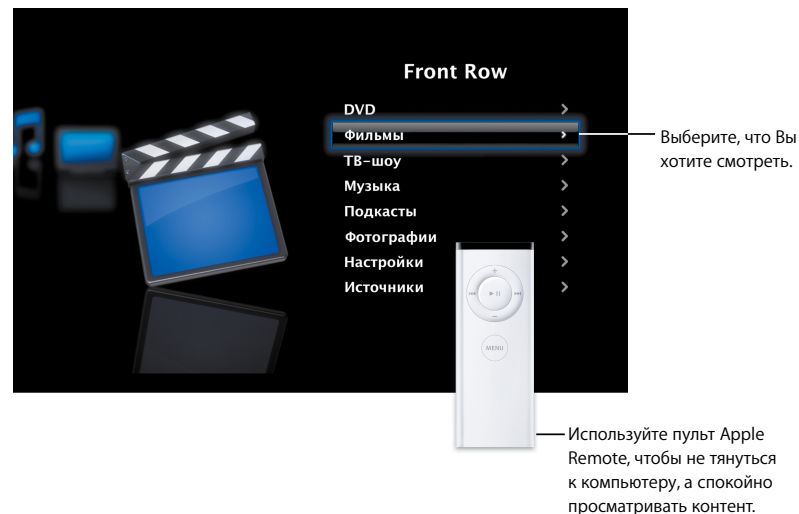 Front Row
DVD
Фильмы
ТВ-шоу
Музыка
Подкасты
Фотографии
Настройки
Источники
MENU
Выберите, что Вы
хотите смотреть.
Используйте пульт Apple
Remote, чтобы не тянуться
к компьютеру, а спокойно
просматривать контент.